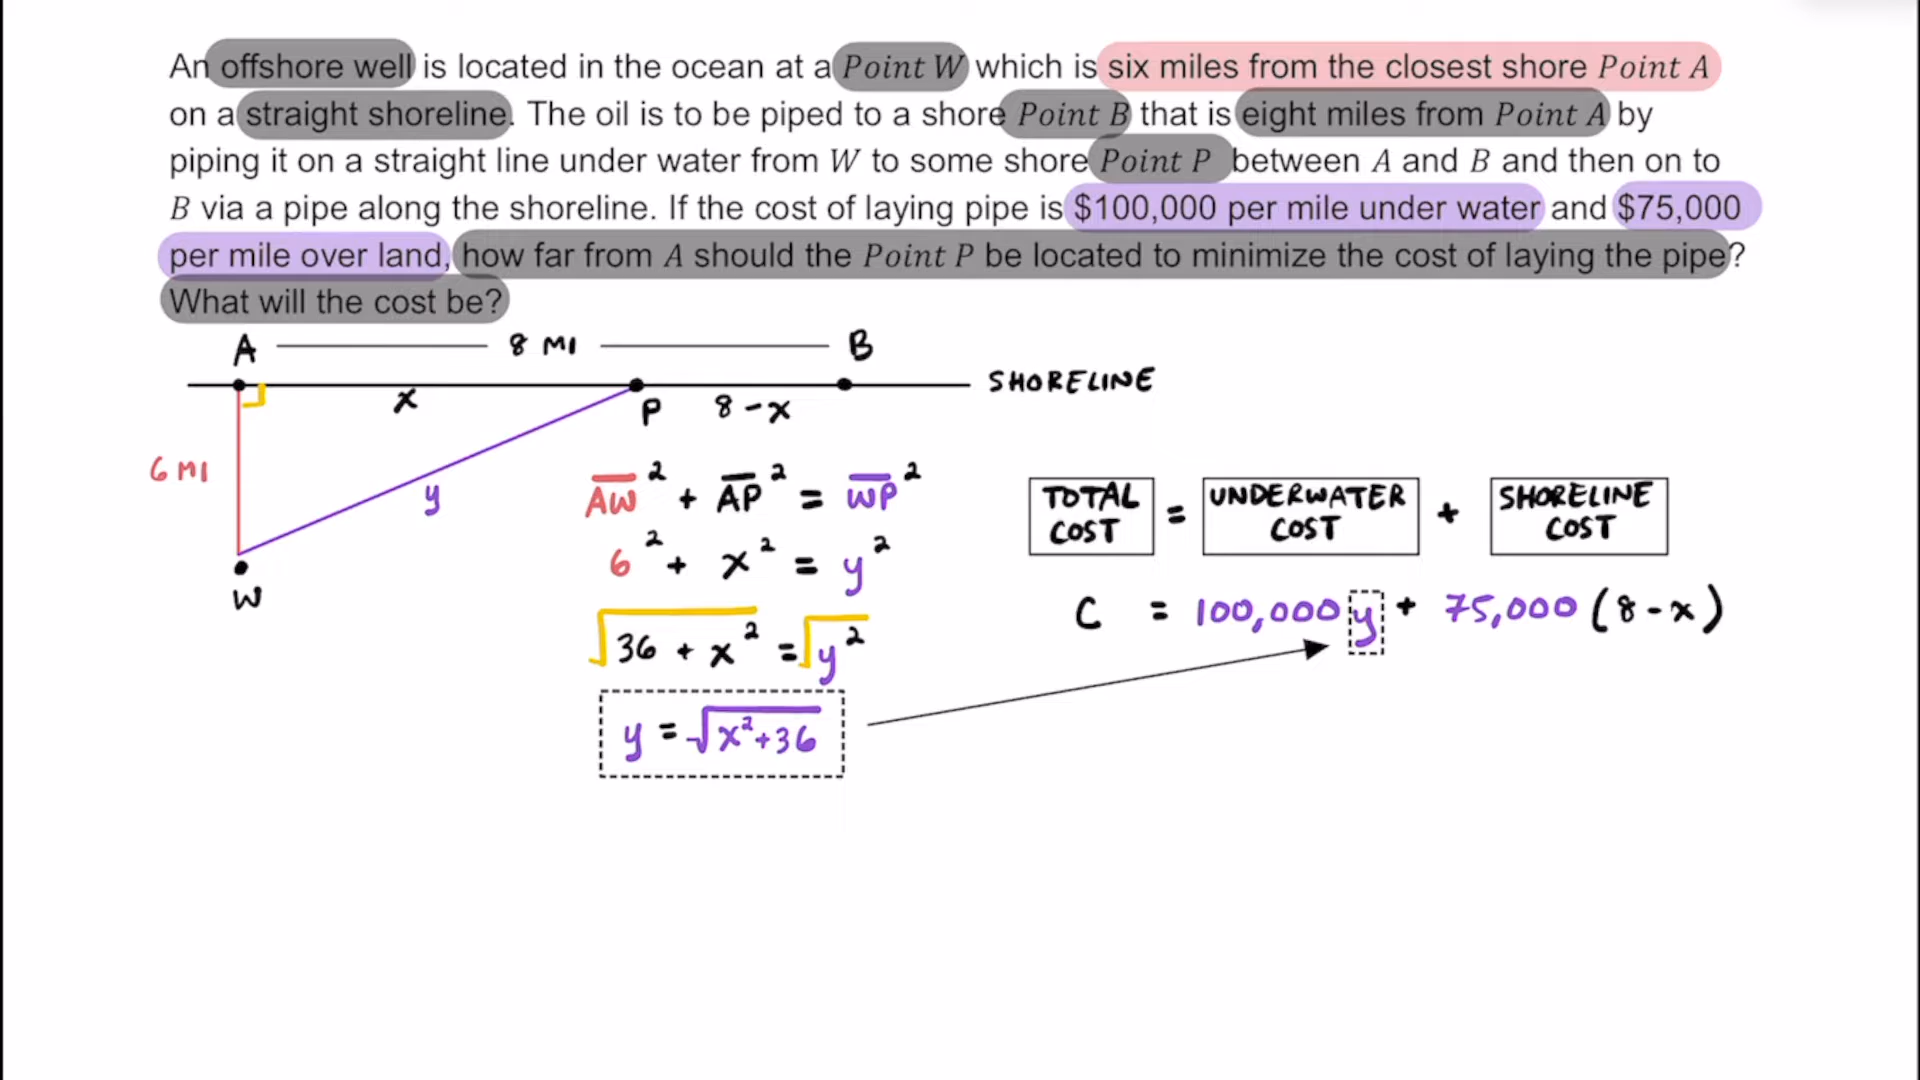 An offshore well is located in the ocean at a Point W which is six miles from the closest shore Point A
on a straight shoreline. The oil is to be piped to a shore Point B that is eight miles from Point A by
piping it on a straight line under water from W to some shore Point P between A and B and then on to
B via a pipe along the shoreline. If the cost of laying pipe is $100,000 per mile under water and $75,000
per mile over land, how far from A should the Point P be located to minimize the cost of laying the pipe?
What will the cost be?
A 8 MI B
SHORELINE
x P 8-x
6 MI
y
W
AW² + AP² = WP²
6² + x² = y²
√36 + x² = √y²
y = √x²+36
TOTAL COST = UNDERWATER COST + SHORELINE COST
C = 100,000 y + 75,000 (8-x)